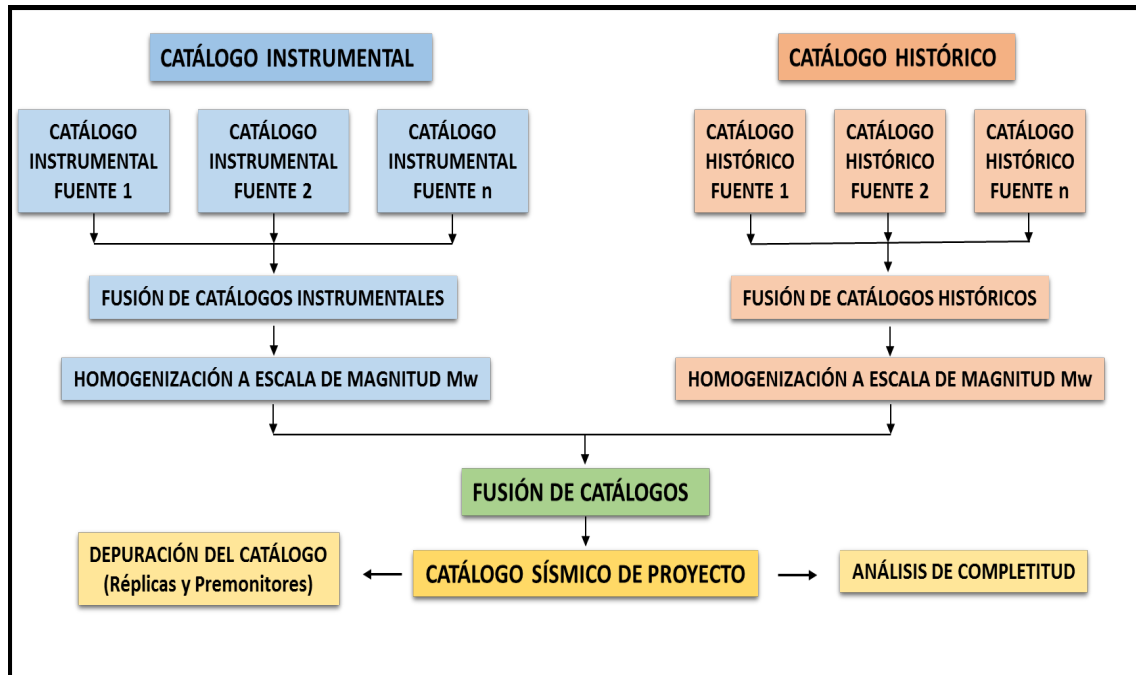 CATÁLOGO INSTRUMENTAL
CATÁLOGO HISTÓRICO
CATÁLOGO
INSTRUMENTAL
FUENTE 1
CATÁLOGO
INSTRUMENTAL
FUENTE 2
CATÁLOGO
INSTRUMENTAL
FUENTE n
CATÁLOGO
HISTÓRICO
FUENTE 1
CATÁLOGO
HISTÓRICO
FUENTE 2
CATÁLOGO
HISTÓRICO
FUENTE n
FUSIÓN DE CATÁLOGOS INSTRUMENTALES
FUSIÓN DE CATÁLOGOS HISTÓRICOS
HOMOGENIZACIÓN A ESCALA DE MAGNITUD Mw
HOMOGENIZACIÓN A ESCALA DE MAGNITUD Mw
FUSIÓN DE CATÁLOGOS
DEPURACIÓN DEL CATÁLOGO
(Réplicas y Premonitores)
CATÁLOGO SÍSMICO DE PROYECTO
ANÁLISIS DE COMPLETITUD